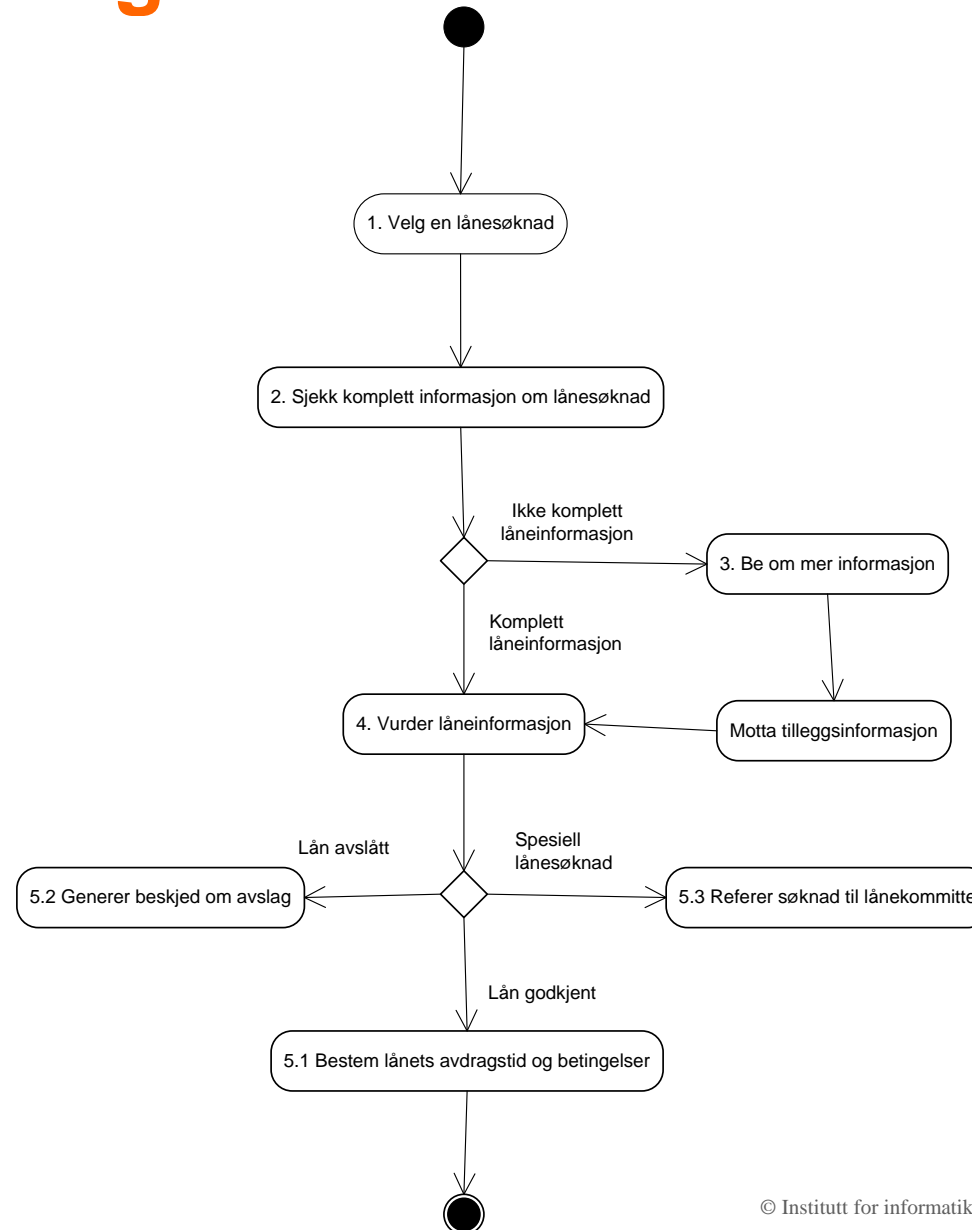 1. Velg en lånesøknad
2. Sjekk komplett informasjon om lånesøknad
Ikke komplett
låneinformasjon
3. Be om mer informasjon
Komplett
låneinformasjon
4. Vurder låneinformasjon
Motta tilleggsinformasjon
Lån avslått
Spesiell
lånesøknad
5.2 Generer beskjed om avslag
5.3 Referer søknad til lånekommitte
Lån godkjent
5.1 Bestem lånets avdragstid og betingelser
© Institutt for informatik